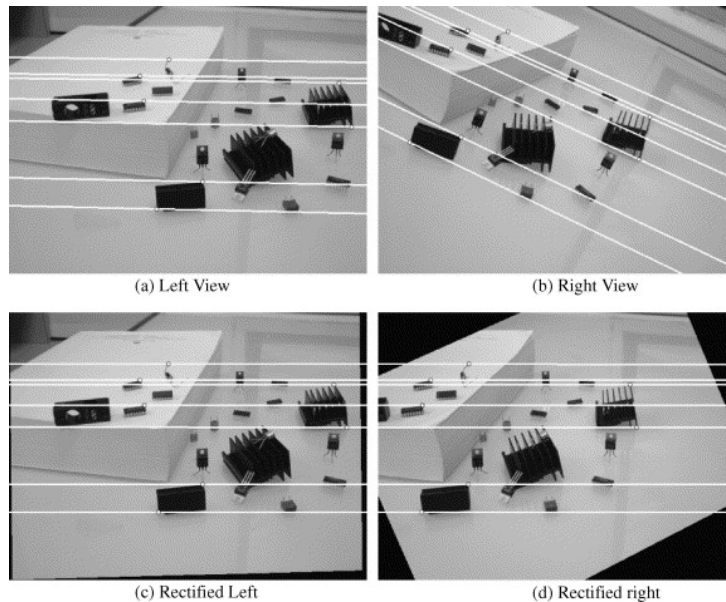 (a) Left View
(b) Right View
(c) Rectified Left
(d) Rectified right